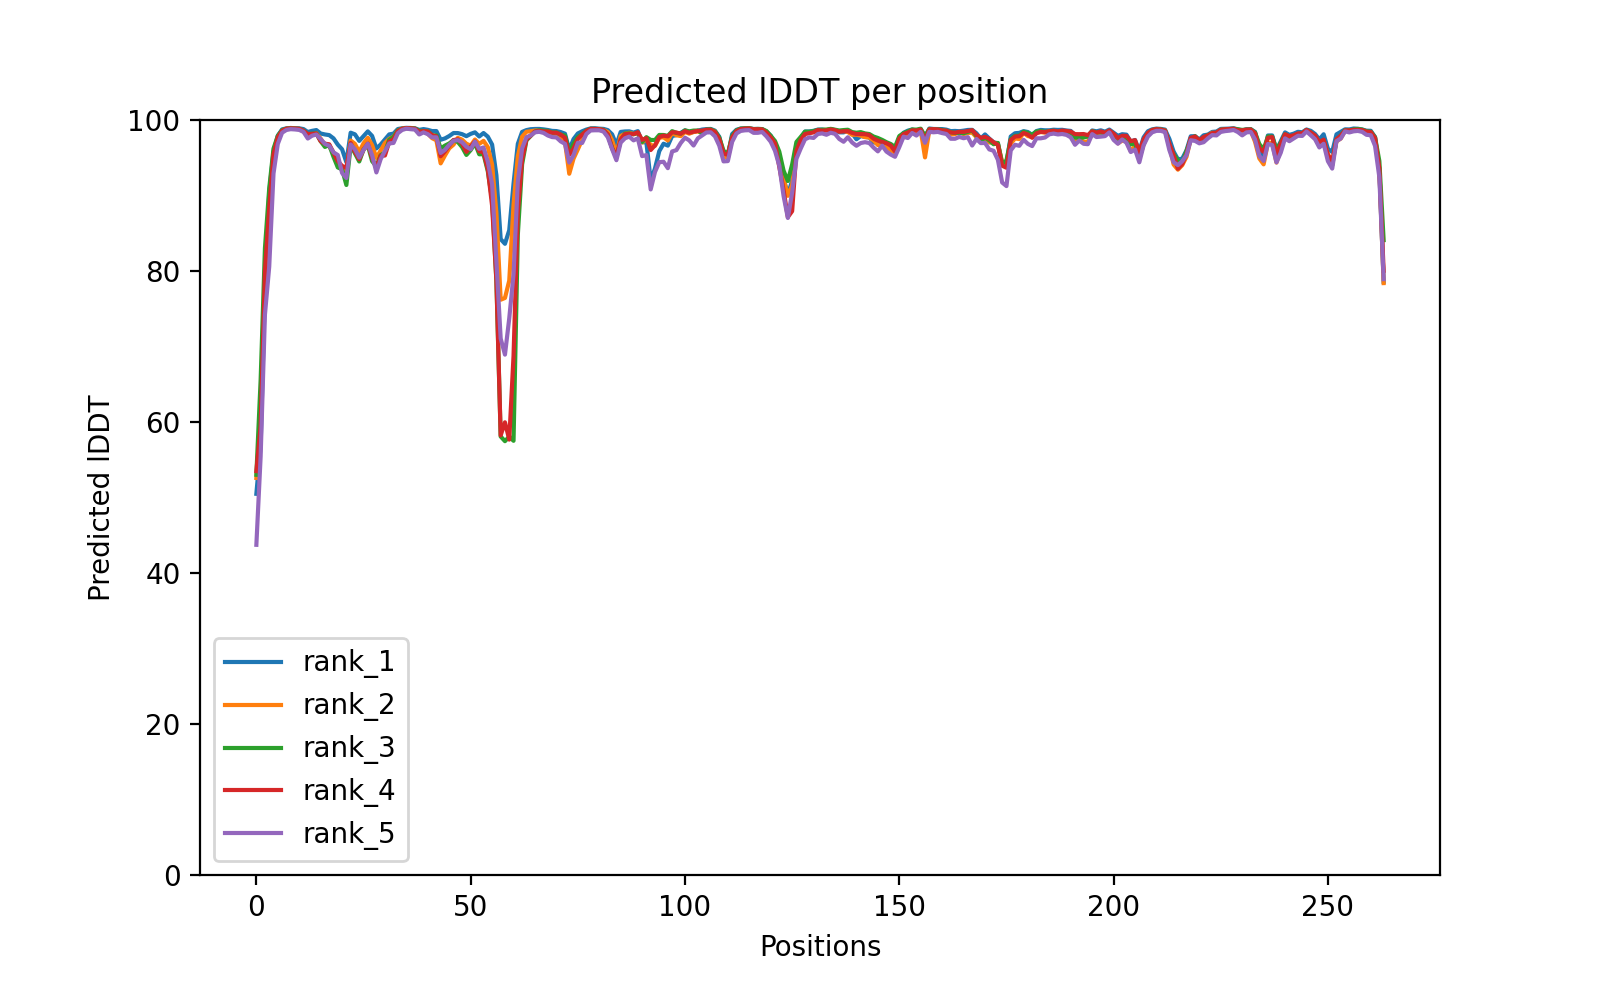 Predicted lDDT per position
100
80
60
40
20
0
Predicted lDDT
rank_1
rank_2
rank_3
rank_4
rank_5
0 50 100 150 200 250
Positions